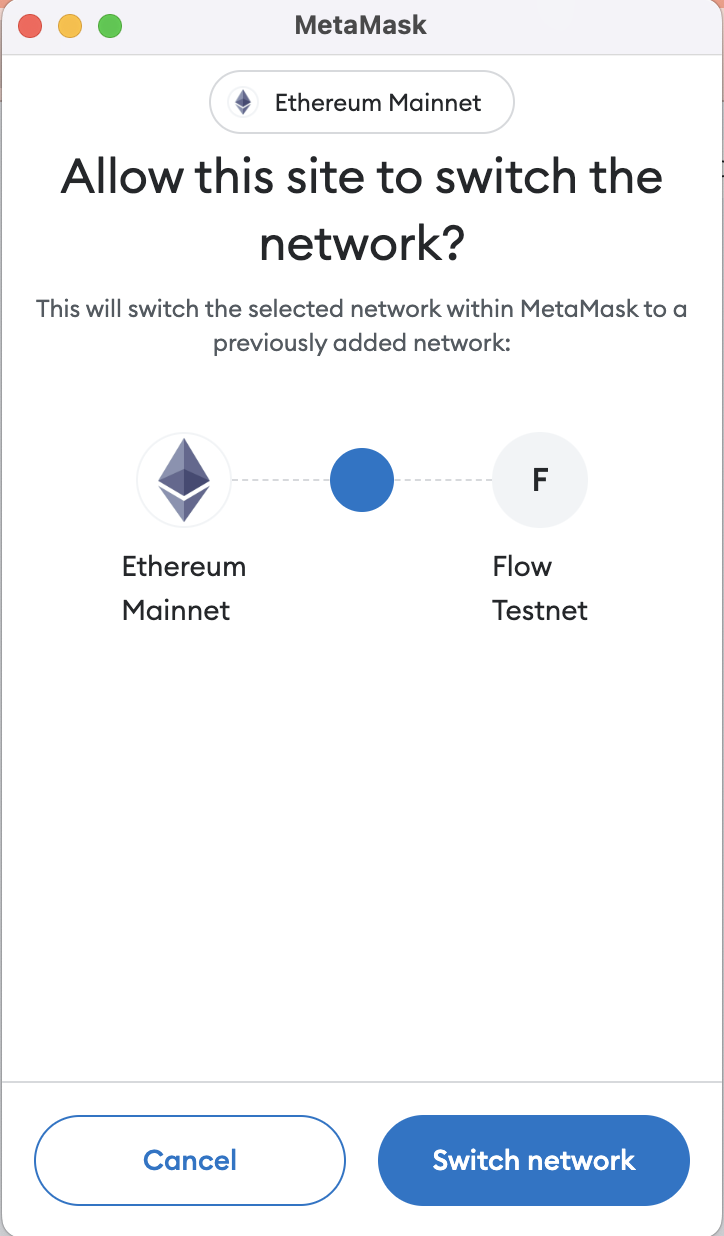 MetaMask
Ethereum Mainnet
Allow this site to switch the
network?
This will switch the selected network within MetaMask to a
previously added network:
F
Ethereum
Mainnet
Flow
Testnet
Cancel
Switch network